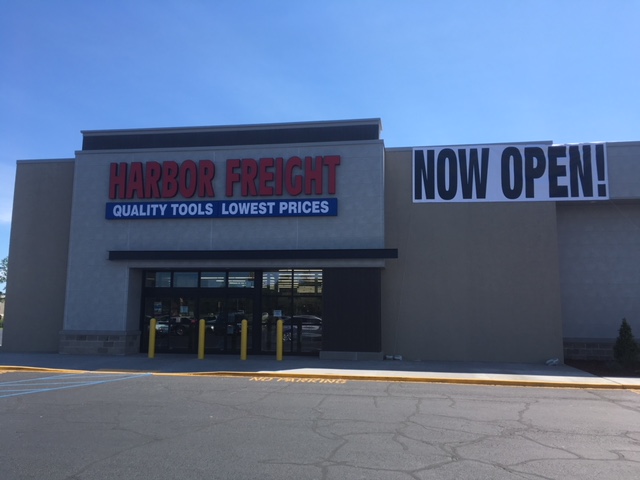 HARBOR FREIGHT
QUALITY TOOLS LOWEST PRICES
NOW OPEN!
NO PARKING